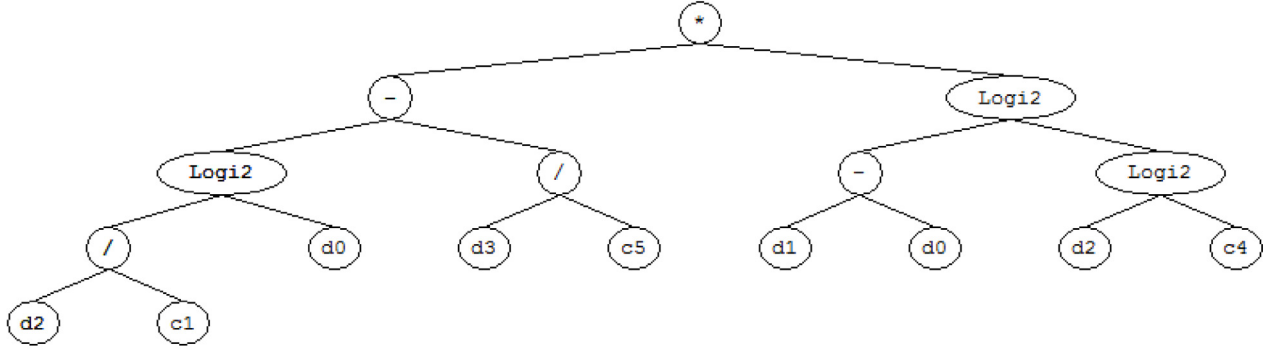 *
- Logi2
Logi2 / - Logi2
/ d0 d3 c5 d1 d0 d2 c4
d2 c1